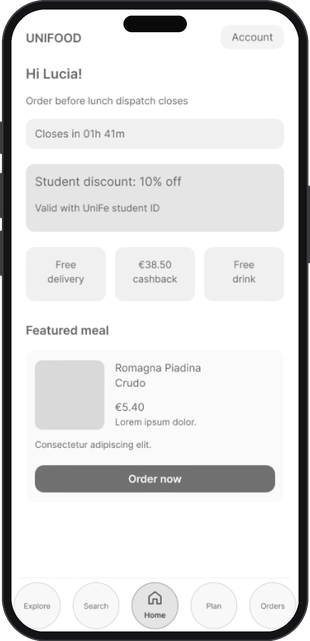 UNIFOOD
Account
Hi Lucia!
Order before lunch dispatch closes
Closes in 01h 41m
Student discount: 10% off
Valid with UniFe student ID
Free
delivery
€38.50
cashback
Free
drink
Featured meal
Romagna Piadina
Crudo
€5.40
Lorem ipsum dolor.
Consectetur adipiscing elit.
Order now
Explore
Search
Home
Plan
Orders